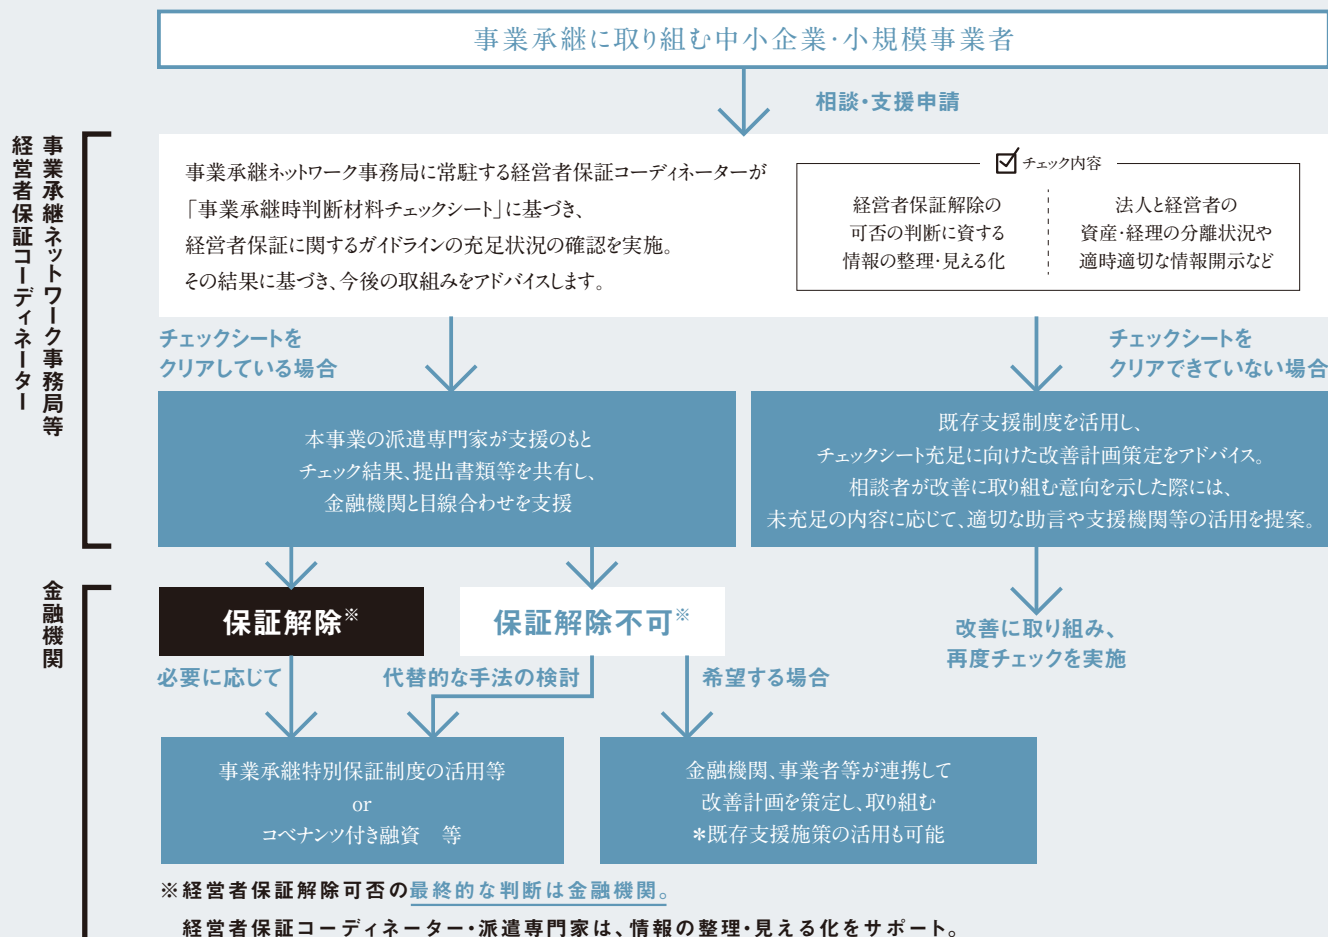 事業承継に取り組む中小企業・小規模事業者
相談・支援申請
事業承継ネットワーク事務局等
経営者保証コーディネーター
事業承継ネットワーク事務局に常駐する経営者保証コーディネーターが
「事業承継時判断材料チェックシート」に基づき、
経営者保証に関するガイドラインの充足状況の確認を実施。
その結果に基づき、今後の取組みをアドバイスします。
チェック内容
経営者保証解除の
可否の判断に資する
情報の整理・見える化
法人と経営者の
資産・経理の分離状況や
適時適切な情報開示など
チェックシートを
クリアしている場合
チェックシートを
クリアできていない場合
本事業の派遣専門家が支援のもと
チェック結果、提出書類等を共有し、
金融機関と目線合わせを支援
既存支援制度を活用し、
チェックシート充足に向けた改善計画策定をアドバイス。
相談者が改善に取り組む意向を示した際には、
未充足の内容に応じて、適切な助言や支援機関等の活用を提案。
金融機関
保証解除※
保証解除不可※
改善に取り組み、
再度チェックを実施
必要に応じて
代替的な手法の検討
希望する場合
事業承継特別保証制度の活用等
or
コベナンツ付き融資　等
金融機関、事業者等が連携して
改善計画を策定し、取り組む
*既存支援施策の活用も可能
※経営者保証解除可否の最終的な判断は金融機関。
経営者保証コーディネーター・派遣専門家は、情報の整理・見える化をサポート。